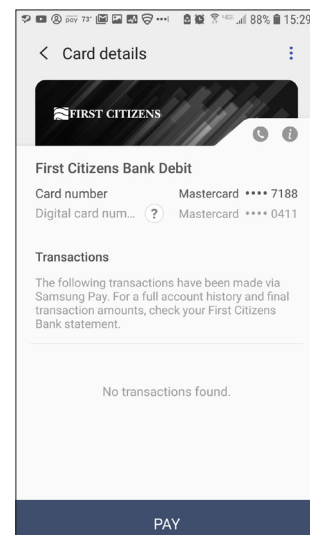 pay 73° 88% 15:29
Card details
FIRST CITIZENS
First Citizens Bank Debit
Card number Mastercard •••• 7188
Digital card num... ? Mastercard •••• 0411
Transactions
The following transactions have been made via
Samsung Pay. For a full account history and final
transaction amounts, check your First Citizens
Bank statement.
No transactions found.
PAY